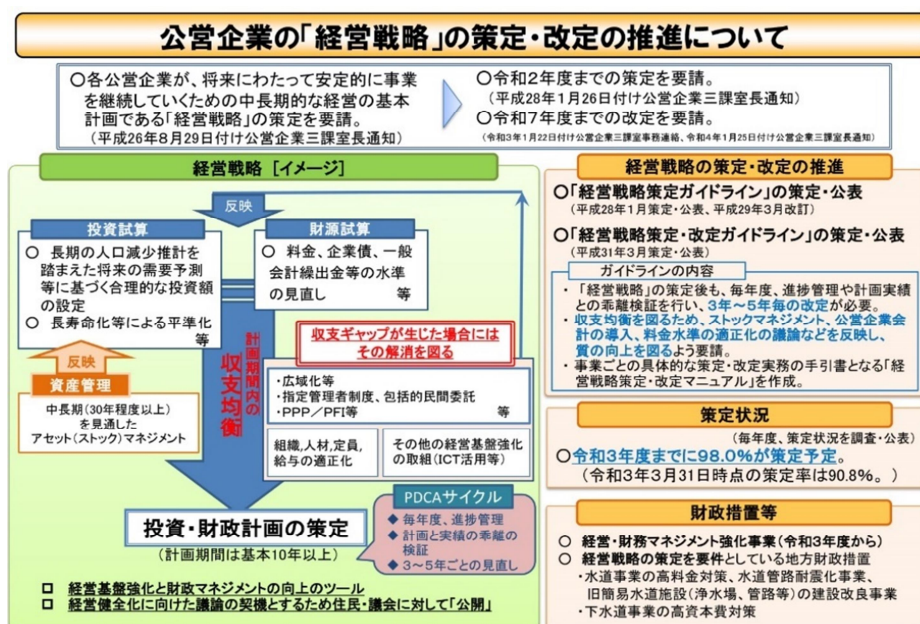 公営企業の「経営戦略」の策定・改定の推進について
○各公営企業が、将来にわたって安定的に事業
を継続していくための中長期的な経営の基本
計画である「経営戦略」の策定を要請。
(平成26年8月29日付け公営企業三課室長通知)
○令和2年度までの策定を要請。
(平成28年1月26日付け公営企業三課室長通知)
○令和7年度までの改定を要請。
(令和3年1月22日付け公営企業三課室事務連絡、令和4年1月25日付け公営企業三課室長通知)
経営戦略 [イメージ]
反映
投資試算
○ 長期の人口減少推計を
踏まえた将来の需要予測
等に基づく合理的な投資額
の設定
○ 長寿命化等による平準化
等
財源試算
○ 料金、企業債、一般
会計繰出金等の水準
の見直し 等
計画期間内の
収支均衡
収支ギャップが生じた場合には
その解消を図る
・広域化等
・指定管理者制度、包括的民間委託
・PPP/PFI等 等
組織,人材,定員,
給与の適正化
その他の経営基盤強化
の取組(ICT活用等)
反映
資産管理
中長期(30年程度以上)
を見通した
アセット(ストック)マネジメント
投資・財政計画の策定
(計画期間は基本10年以上)
PDCAサイクル
◆ 毎年度、進捗管理
◆ 計画と実績の乖離の
検証
◆ 3~5年ごとの見直し
□ 経営基盤強化と財政マネジメントの向上のツール
□ 経営健全化に向けた議論の契機とするため住民・議会に対して「公開」
経営戦略の策定・改定の推進
○「経営戦略策定ガイドライン」の策定・公表
(平成28年1月策定・公表、平成29年3月改訂)
○「経営戦略策定・改定ガイドライン」の策定・公表
(平成31年3月策定・公表)
ガイドラインの内容
・ 「経営戦略」の策定後も、毎年度、進捗管理や計画実績
との乖離検証を行い、3年~5年毎の改定が必要。
・ 収支均衡を図るため、ストックマネジメント、公営企業会
計の導入、料金水準の適正化の議論などを反映し、
質の向上を図るよう要請。
・ 事業ごとの具体的な策定・改定実務の手引書となる「経
営戦略策定・改定マニュアル」を作成。
策定状況
(毎年度、策定状況を調査・公表)
○令和3年度までに98.0%が策定予定。
(令和3年3月31日時点の策定率は90.8%。)
財政措置等
○ 経営・財務マネジメント強化事業(令和3年度から)
○ 経営戦略の策定を要件としている地方財政措置
・水道事業の高料金対策、水道管路耐震化事業、
旧簡易水道施設(浄水場、管路等)の建設改良事業
・下水道事業の高資本費対策